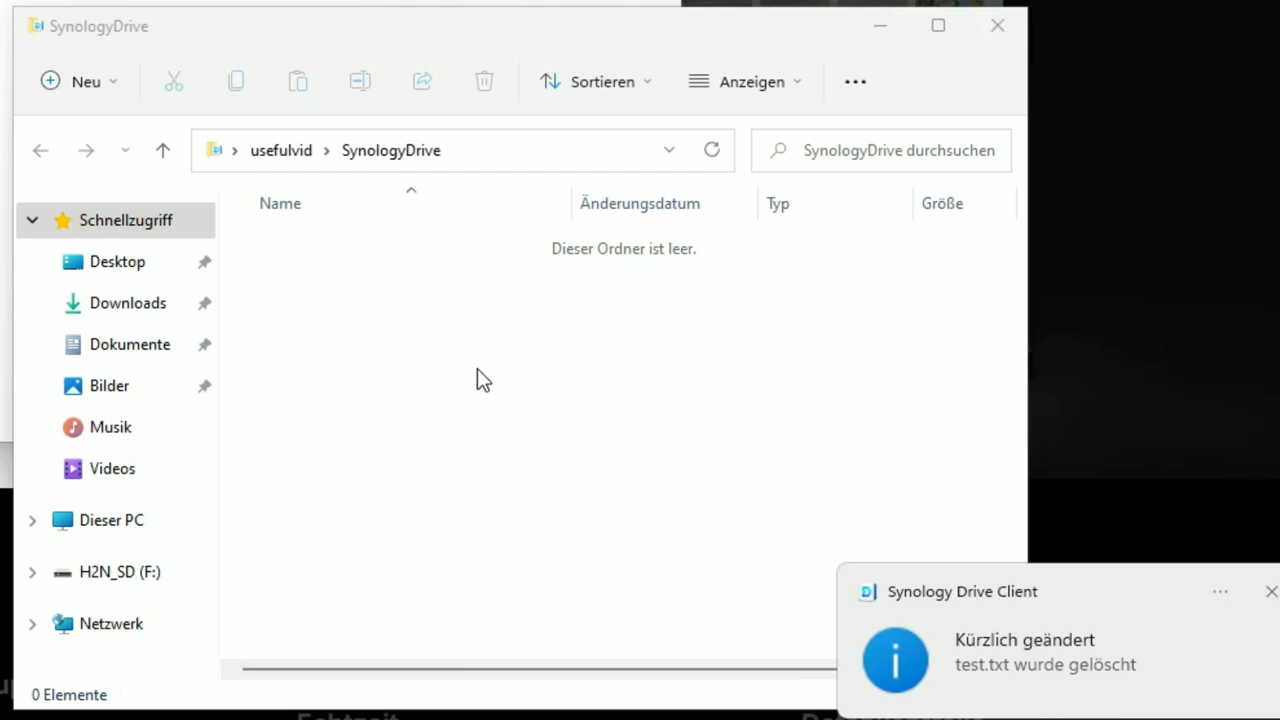 SynologyDrive
Neu
Sortieren
Anzeigen
usefulvid
SynologyDrive
SynologyDrive durchsuchen
Name
Änderungsdatum
Typ
Größe
Dieser Ordner ist leer.
Schnellzugriff
Desktop
Downloads
Dokumente
Bilder
Musik
Videos
Dieser PC
H2N_SD (F:)
Netzwerk
0 Elemente
Synology Drive Client
Kürzlich geändert
test.txt wurde gelöscht
Echtzeit